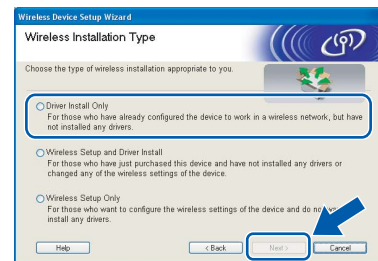 Wireless Device Setup Wizard
Wireless Installation Type
Choose the type of wireless installation appropriate to you.
Driver Install Only
For those who have already configured the device to work in a wireless network, but have
not installed any drivers.
Wireless Setup and Driver Install
For those who have just purchased this device and have not installed any drivers or
changed any of the wireless settings of the device.
Wireless Setup Only
For those who want to configure the wireless settings of the device and do
install any drivers.
Help
< Back
Next >
Cancel